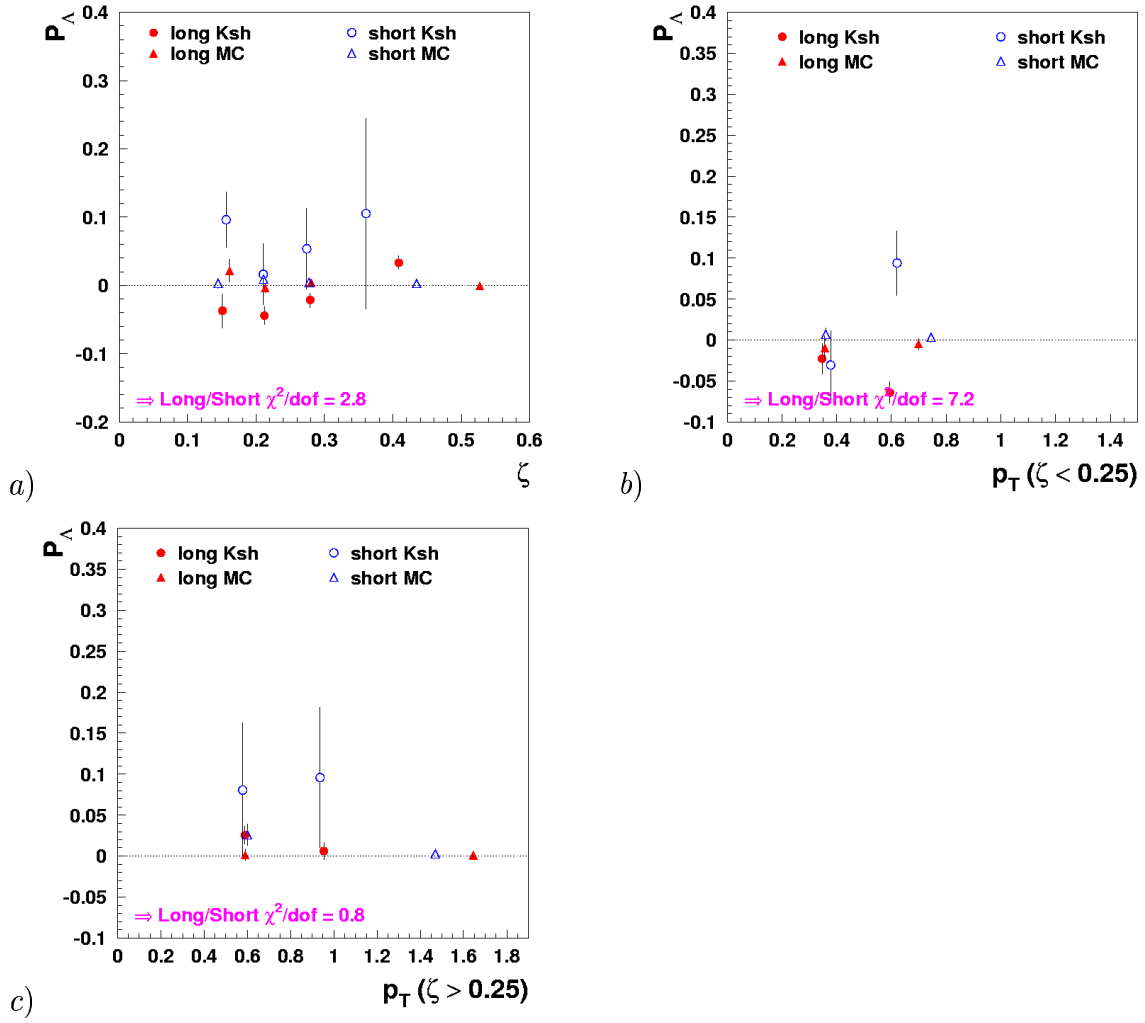 P_Λ
long Ksh short Ksh
long MC short MC
0.4
0.3
0.2
0.1
0
-0.1
-0.2
⇒ Long/Short χ²/dof = 2.8
0 0.1 0.2 0.3 0.4 0.5 0.6
ζ
a)
P_Λ
long Ksh short Ksh
long MC short MC
0.4
0.35
0.3
0.25
0.2
0.15
0.1
0.05
0
-0.05
-0.1
⇒ Long/Short χ²/dof = 7.2
0 0.2 0.4 0.6 0.8 1 1.2 1.4
p_T (ζ < 0.25)
b)
P_Λ
long Ksh short Ksh
long MC short MC
0.4
0.35
0.3
0.25
0.2
0.15
0.1
0.05
0
-0.05
-0.1
⇒ Long/Short χ²/dof = 0.8
0 0.2 0.4 0.6 0.8 1 1.2 1.4 1.6 1.8
p_T (ζ > 0.25)
c)